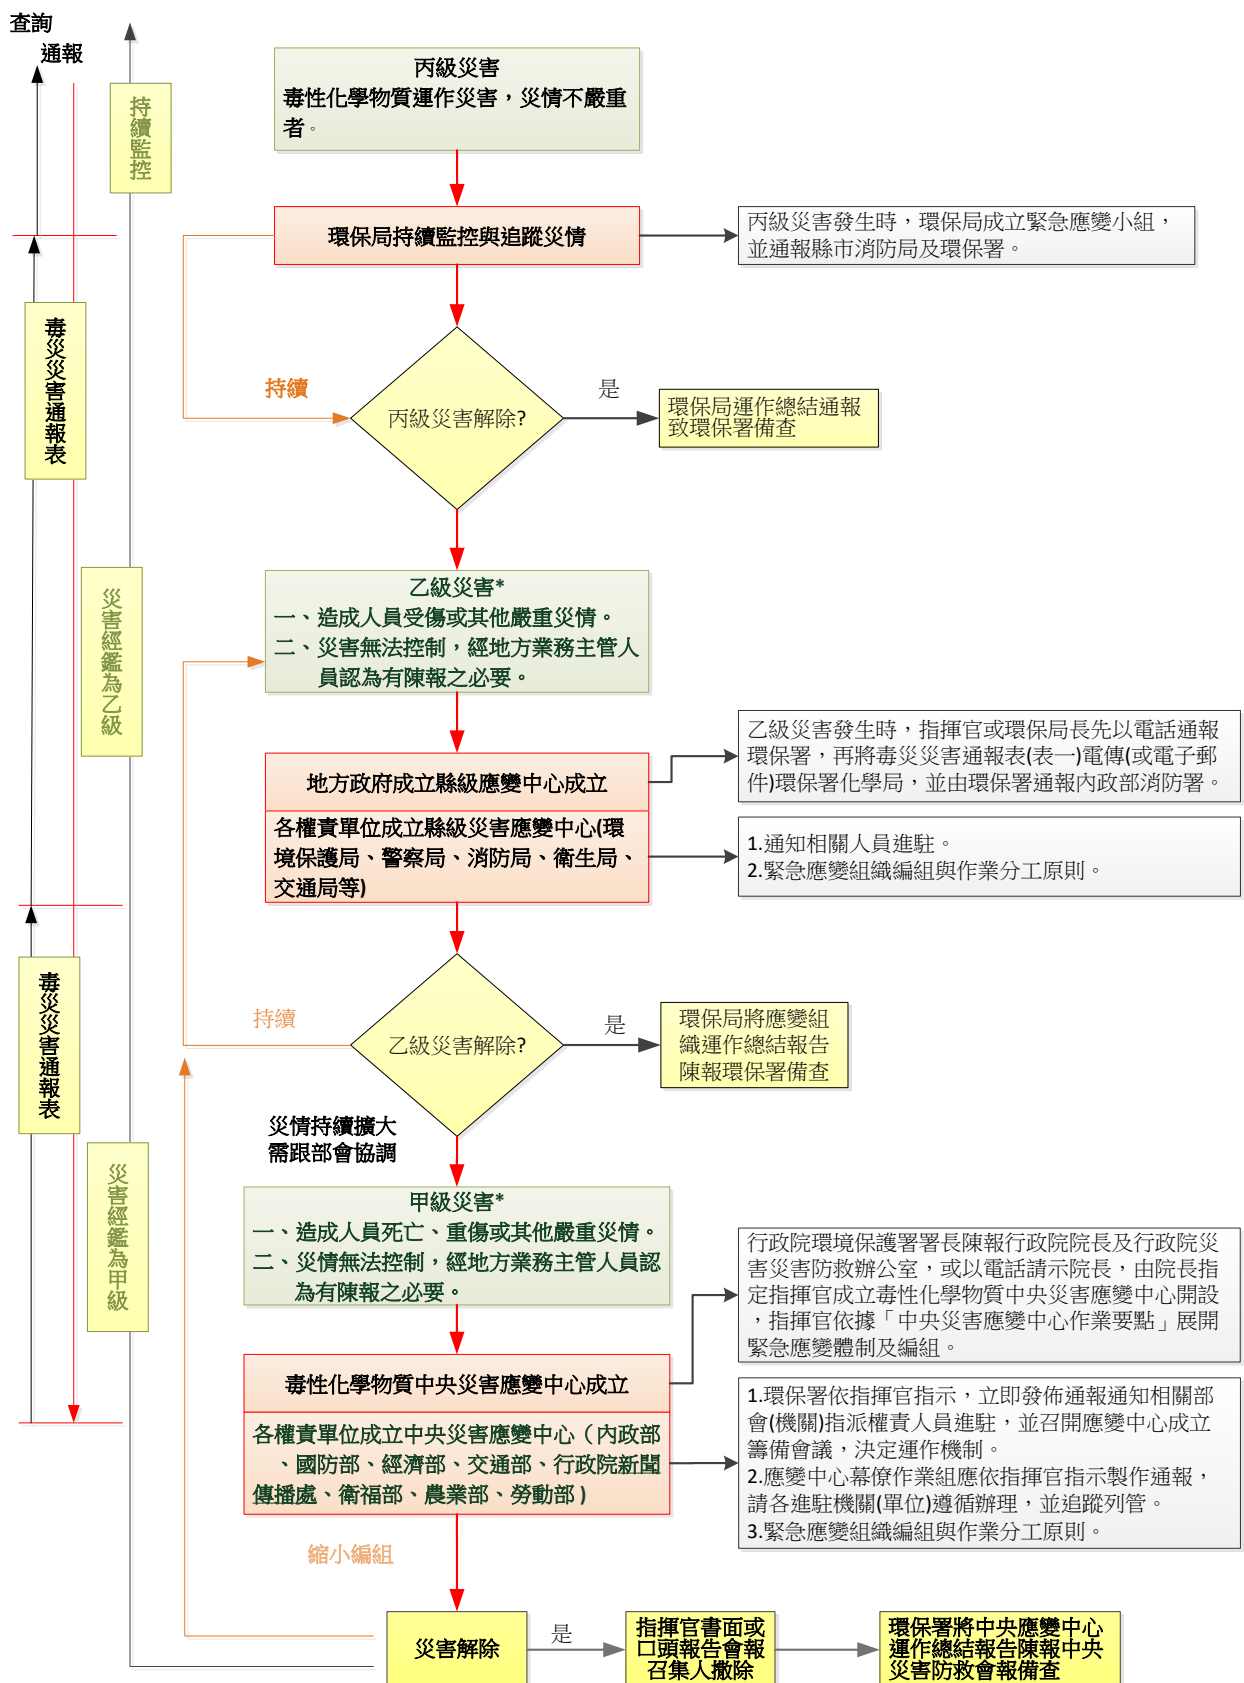 查詢
通報
持續監控
丙級災害
毒性化學物質運作災害，災情不嚴重
者。
環保局持續監控與追蹤災情
丙級災害發生時，環保局成立緊急應變小組，
並通報縣市消防局及環保署。
毒災災害通報表
持續
丙級災害解除?
是
環保局運作總結通報
致環保署備查
災害經鑑為乙級
乙級災害*
一、造成人員受傷或其他嚴重災情。
二、災害無法控制，經地方業務主管人
員認為有陳報之必要。
地方政府成立縣級應變中心成立
乙級災害發生時，指揮官或環保局長先以電話通報
環保署，再將毒災災害通報表(表一)電傳(或電子郵
件)環保署化學局，並由環保署通報內政部消防署。
各權責單位成立縣級災害應變中心(環
境保護局、警察局、消防局、衛生局、
交通局等)
1.通知相關人員進駐。
2.緊急應變組織編組與作業分工原則。
毒災災害通報表
持續
乙級災害解除?
是
環保局將應變組
織運作總結報告
陳報環保署備查
災情持續擴大
需跟部會協調
災害經鑑為甲級
甲級災害*
一、造成人員死亡、重傷或其他嚴重災情。
二、災情無法控制，經地方業務主管人員認
為有陳報之必要。
行政院環境保護署署長陳報行政院院長及行政院災
害災害防救辦公室，或以電話請示院長，由院長指
定指揮官成立毒性化學物質中央災害應變中心開設
，指揮官依據「中央災害應變中心作業要點」展開
緊急應變體制及編組。
毒性化學物質中央災害應變中心成立
各權責單位成立中央災害應變中心（內政部
、國防部、經濟部、交通部、行政院新聞
傳播處、衛福部、農業部、勞動部）
1.環保署依指揮官指示，立即發佈通報通知相關部
會(機關)指派權責人員進駐，並召開應變中心成立
籌備會議，決定運作機制。
2.應變中心幕僚作業組應依指揮官指示製作通報，
請各進駐機關(單位)遵循辦理，並追蹤列管。
3.緊急應變組織編組與作業分工原則。
縮小編組
災害解除
是
指揮官書面或
口頭報告會報
召集人撤除
環保署將中央應變中心
運作總結報告陳報中央
災害防救會報備查